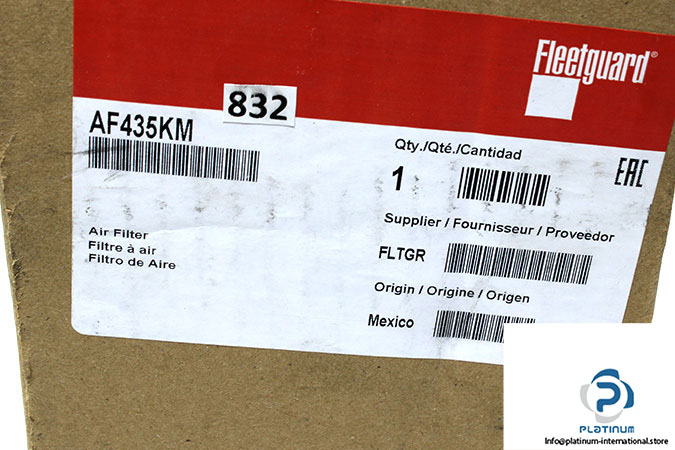 Fleetguard®
832
AF435KM
Air Filter
Filtre à air
Filtro de Aire
Qty./Qté./Cantidad
1
EAC
Supplier / Fournisseur / Proveedor
FLTGR
Origin / Origine / Origen
Mexico
PLATINUM
Info@platinum-international.store